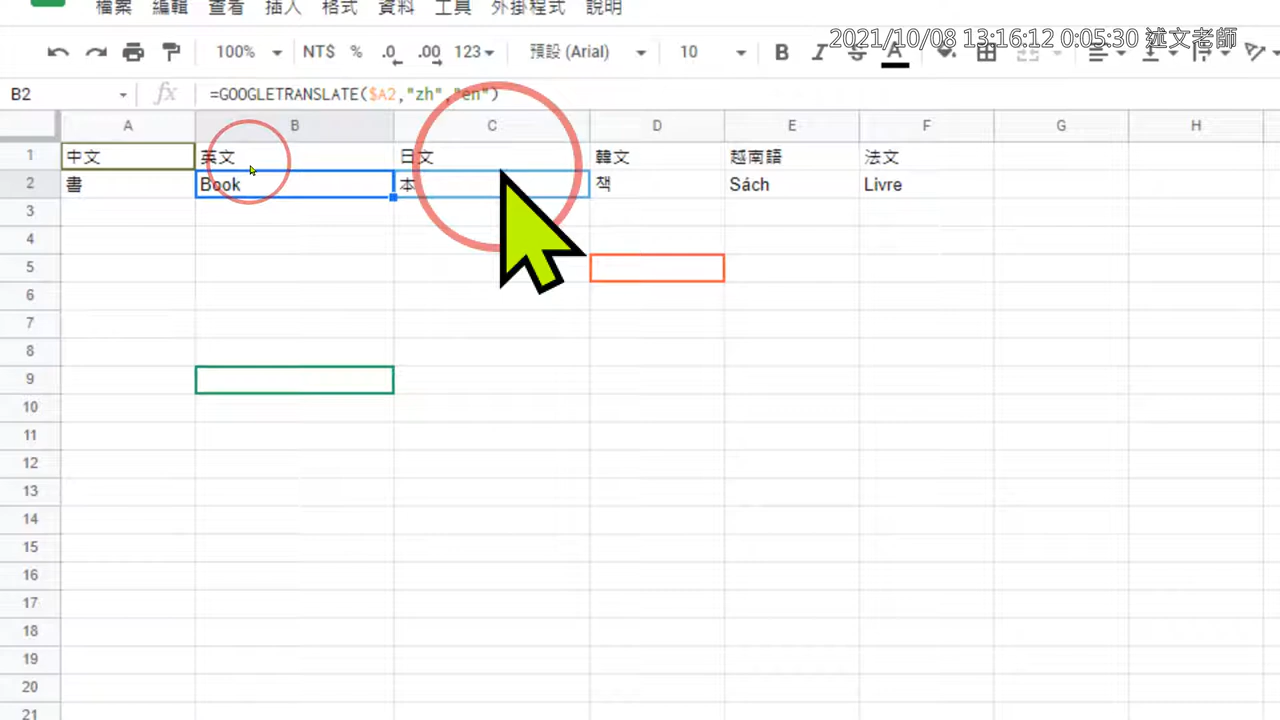 檔案 編輯 查看 插入 格式 資料 工具 外掛程式 說明
2021/10/08 13:16:12 0:05:30 述文老師
100% NT$ % .0 .00 123 預設 (Arial) 10 B I S A
B2 fx =GOOGLETRANSLATE($A2,"zh","en")
A B C D E F G H
1 中文 英文 日文 韓文 越南語 法文
2 書 Book 本 책 Sách Livre
3
4
5
6
7
8
9
10
11
12
13
14
15
16
17
18
19
20
21